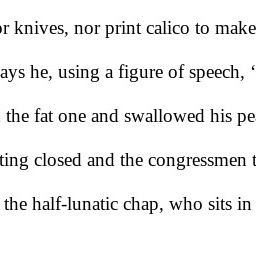 or knives, nor print calico to make
ays he, using a figure of speech, ‘
the fat one and swallowed his pe
ting closed and the congressmen t
the half-lunatic chap, who sits in